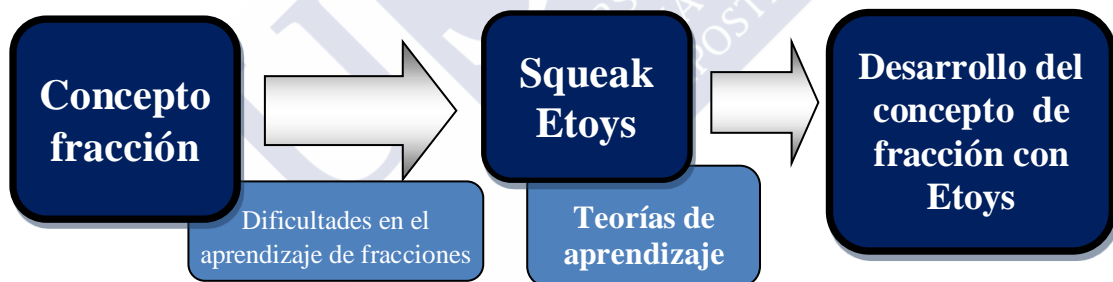 Concepto
fracción
Dificultades en el
aprendizaje de fracciones
Squeak
Etoys
Teorías de
aprendizaje
Desarrollo del
concepto de
fracción con
Etoys